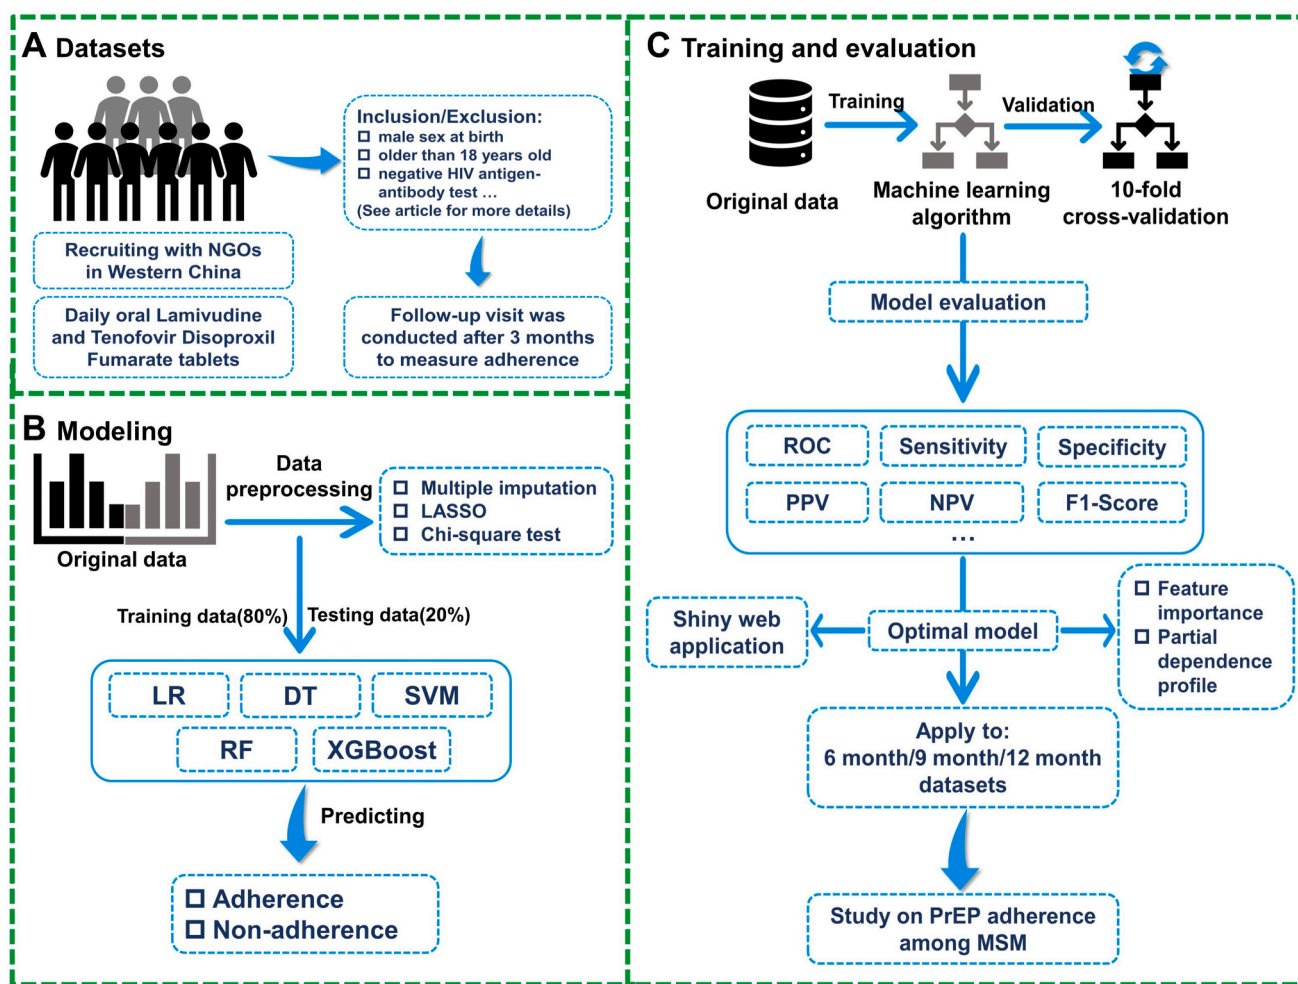 A Datasets
Inclusion/Exclusion:
male sex at birth
older than 18 years old
negative HIV antigen-
antibody test ...
(See article for more details)
Recruiting with NGOs
in Western China
Daily oral Lamivudine
and Tenofovir Disoproxil
Fumarate tablets
Follow-up visit was
conducted after 3 months
to measure adherence
B Modeling
Original data
Data
preprocessing
Multiple imputation
LASSO
Chi-square test
Training data(80%)
Testing data(20%)
LR
DT
SVM
RF
XGBoost
Predicting
Adherence
Non-adherence
C Training and evaluation
Training
Validation
Original data
Machine learning
algorithm
10-fold
cross-validation
Model evaluation
ROC
Sensitivity
Specificity
PPV
NPV
F1-Score
...
Shiny web
application
Optimal model
Feature
importance
Partial
dependence
profile
Apply to:
6 month/9 month/12 month
datasets
Study on PrEP adherence
among MSM